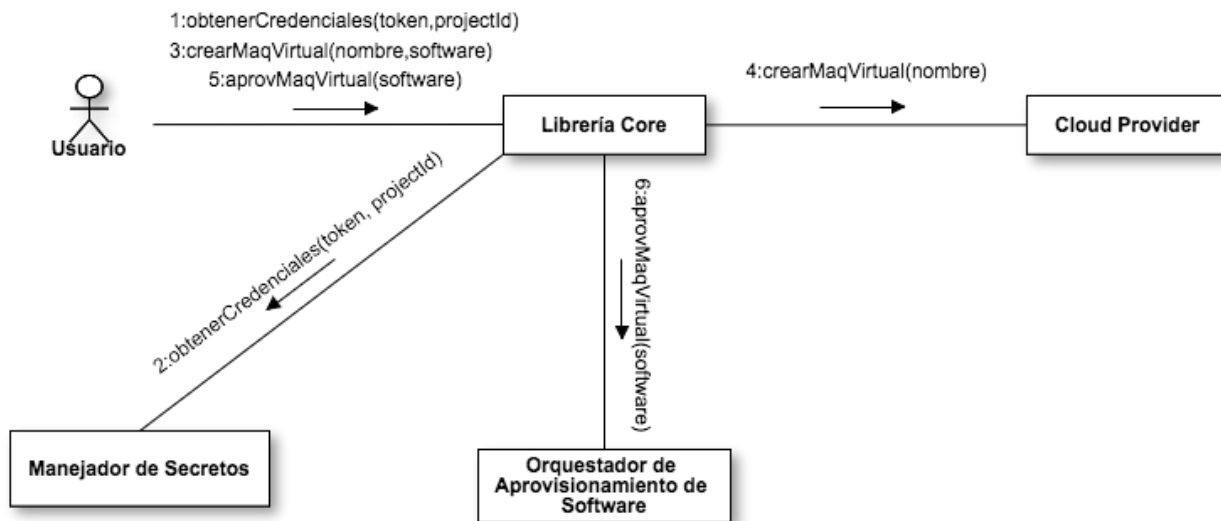 1:obtenerCredenciales(token,projectId)
3:crearMaqVirtual(nombre,software)
5:aprovMaqVirtual(software)
4:crearMaqVirtual(nombre)
Usuario
Librería Core
Cloud Provider
2:obtenerCredenciales(token, projectId)
6:aprovMaqVirtual(software)
Manejador de Secretos
Orquestador de
Aprovisionamiento de
Software